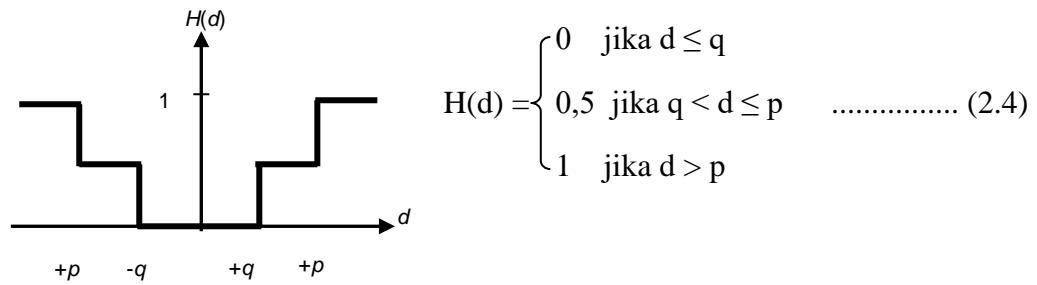 H(d)
1
d
+p -q +q +p
0 jika d ≤ q
H(d) = 0,5 jika q < d ≤ p ............... (2.4)
1 jika d > p